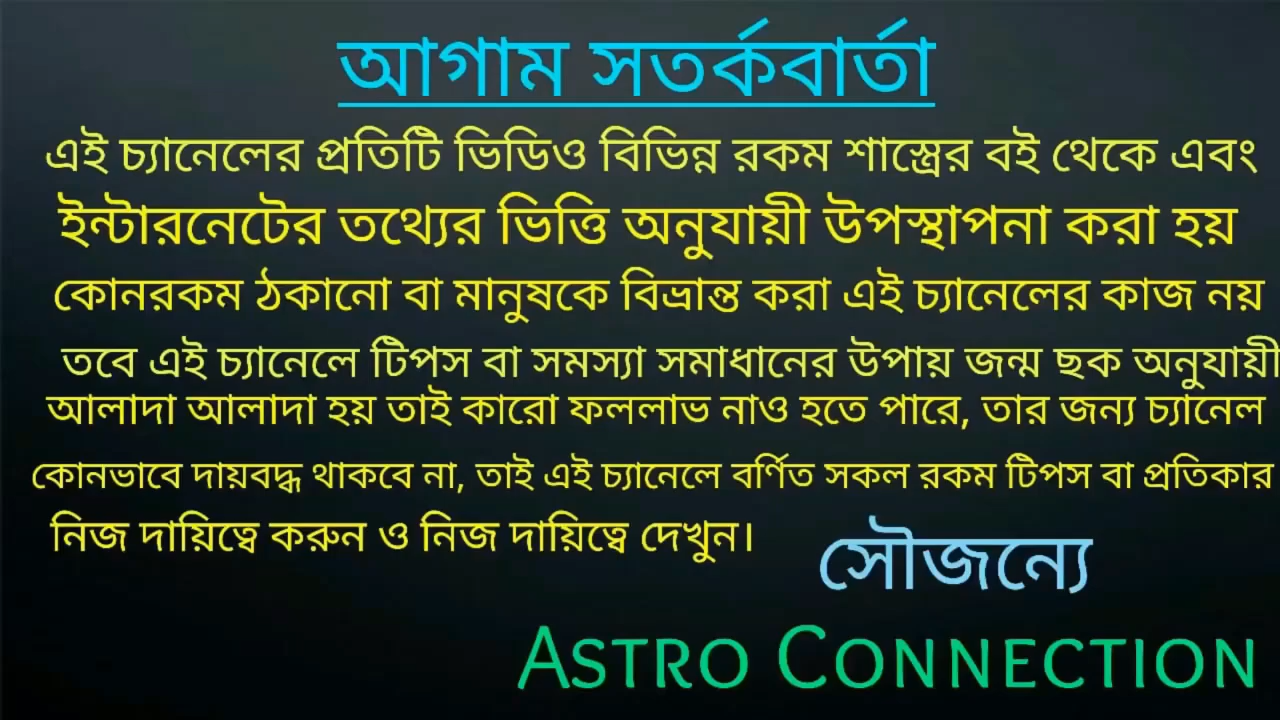 আগাম সতর্কবার্তা
এই চ্যানেলের প্রতিটি ভিডিও বিভিন্ন রকম শাস্ত্রের বই থেকে এবং
ইন্টারনেটের তথ্যের ভিত্তি অনুযায়ী উপস্থাপনা করা হয়
কোনরকম ঠকানো বা মানুষকে বিভ্রান্ত করা এই চ্যানেলের কাজ নয়
তবে এই চ্যানেলে টিপস বা সমস্যা সমাধানের উপায় জন্ম ছক অনুযায়ী
আলাদা আলাদা হয় তাই কারো ফললাভ নাও হতে পারে, তার জন্য চ্যানেল
কোনভাবে দায়বদ্ধ থাকবে না, তাই এই চ্যানেলে বর্ণিত সকল রকম টিপস বা প্রতিকার
নিজ দায়িত্বে করুন ও নিজ দায়িত্বে দেখুন।
সৌজন্যে
ASTRO CONNECTION